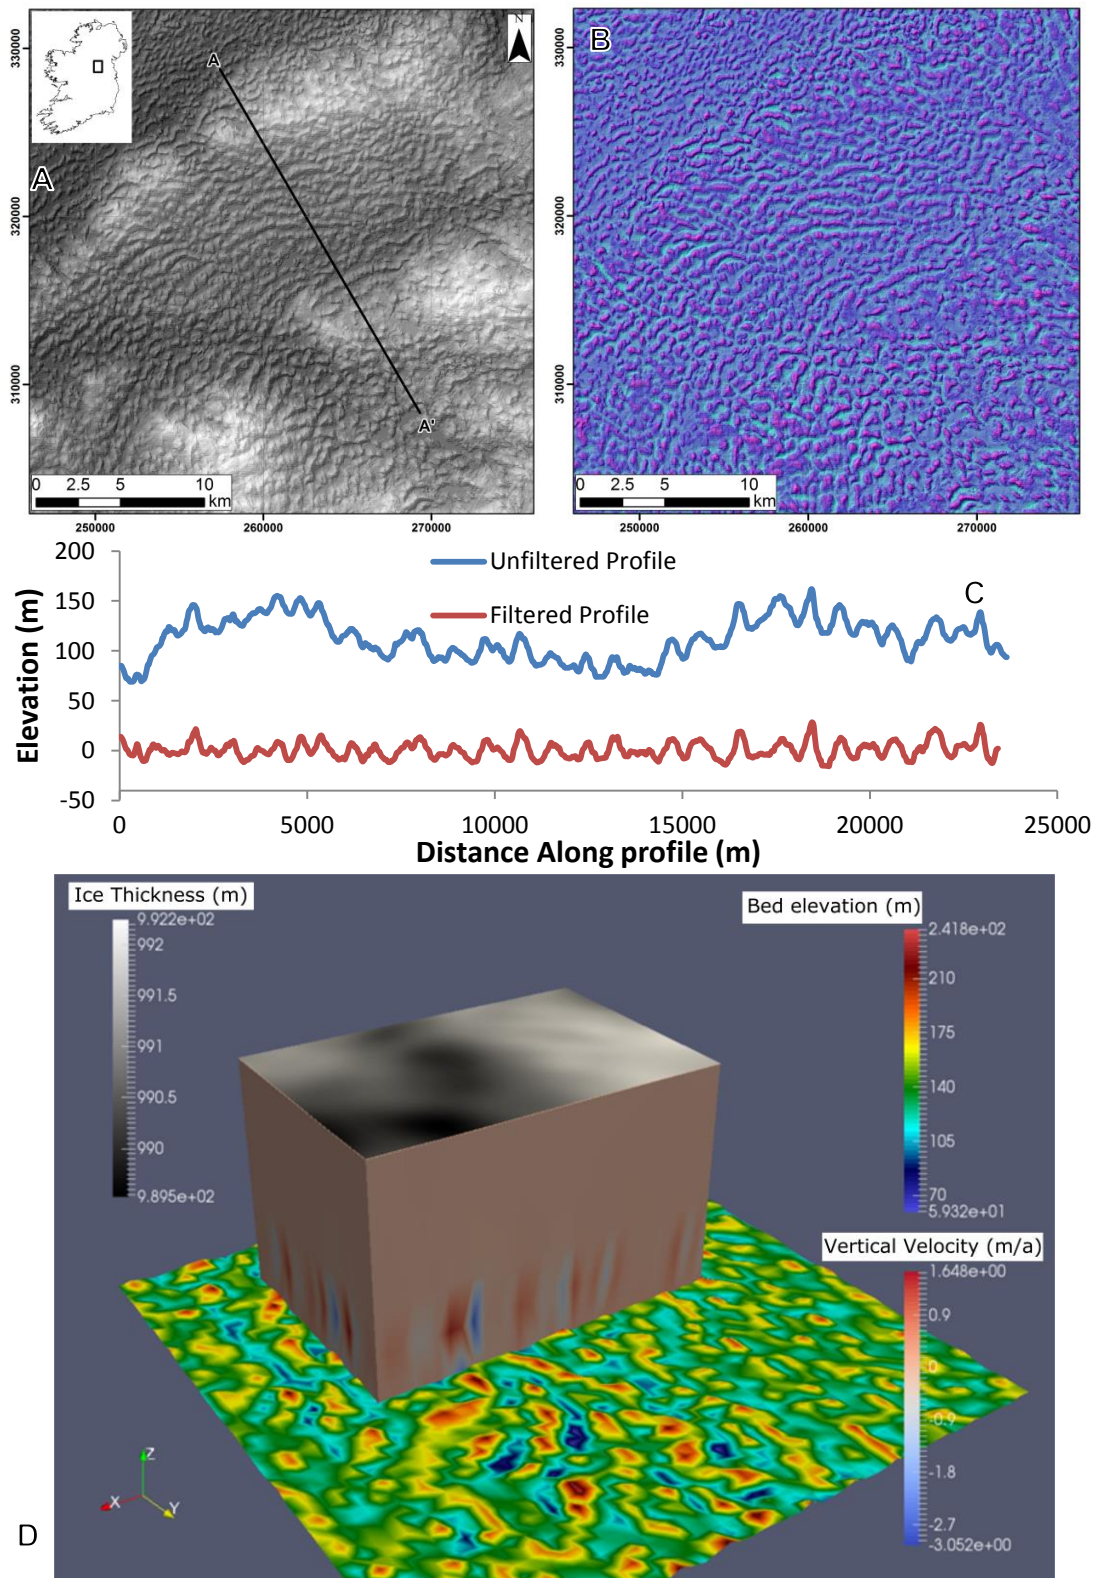 N
A
B
A
A
A'
330000
320000
310000
0 2.5 5 10
km
250000 260000 270000
330000
320000
310000
0 2.5 5 10
km
250000 260000 270000
200
150
100
50
0
-50
Elevation (m)
Unfiltered Profile
Filtered Profile
C
0 5000 10000 15000 20000 25000
Distance Along profile (m)
Ice Thickness (m)
9.922e+02
992
991.5
991
990.5
990
9.895e+02
Bed elevation (m)
2.418e+02
210
175
140
105
70
5.932e+01
Vertical Velocity (m/a)
1.648e+00
0.9
0
-0.9
-1.8
-2.7
-3.052e+00
Z
X
Y
D